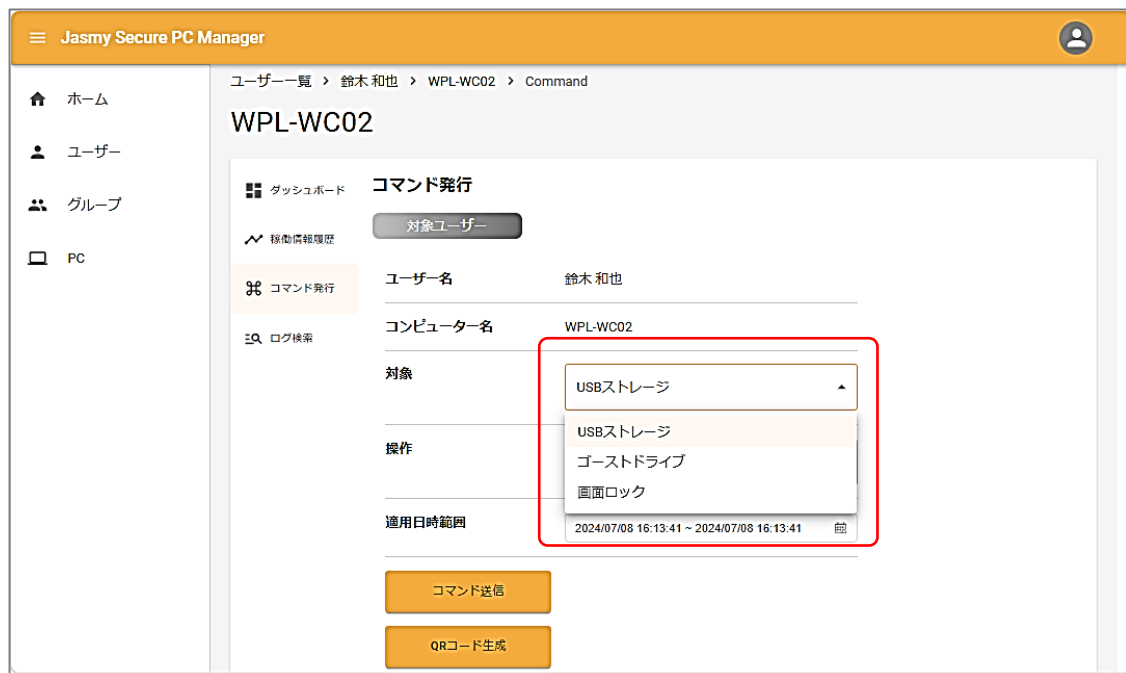 Jasmy Secure PC Manager
ホーム
ユーザー
グループ
PC
ユーザー一覧 > 鈴木 和也 > WPL-WC02 > Command
WPL-WC02
ダッシュボード
稼働情報履歴
コマンド発行
ログ検索
コマンド発行
対象ユーザー
ユーザー名 鈴木 和也
コンピューター名 WPL-WC02
対象 USBストレージ
USBストレージ
ゴーストドライブ
画面ロック
操作
適用日時範囲 2024/07/08 16:13:41 ~ 2024/07/08 16:13:41
コマンド送信
QRコード生成